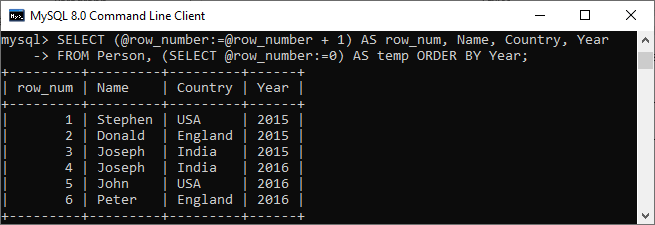 MySQL 8.0 Command Line Client
mysql> SELECT (@row_number:=@row_number + 1) AS row_num, Name, Country, Year
    -> FROM Person, (SELECT @row_number:=0) AS temp ORDER BY Year;
+---------+---------+---------+------+
| row_num | Name    | Country | Year |
+---------+---------+---------+------+
|       1 | Stephen | USA     | 2015 |
|       2 | Donald  | England | 2015 |
|       3 | Joseph  | India   | 2015 |
|       4 | Joseph  | India   | 2016 |
|       5 | John    | USA     | 2016 |
|       6 | Peter   | England | 2016 |
+---------+---------+---------+------+